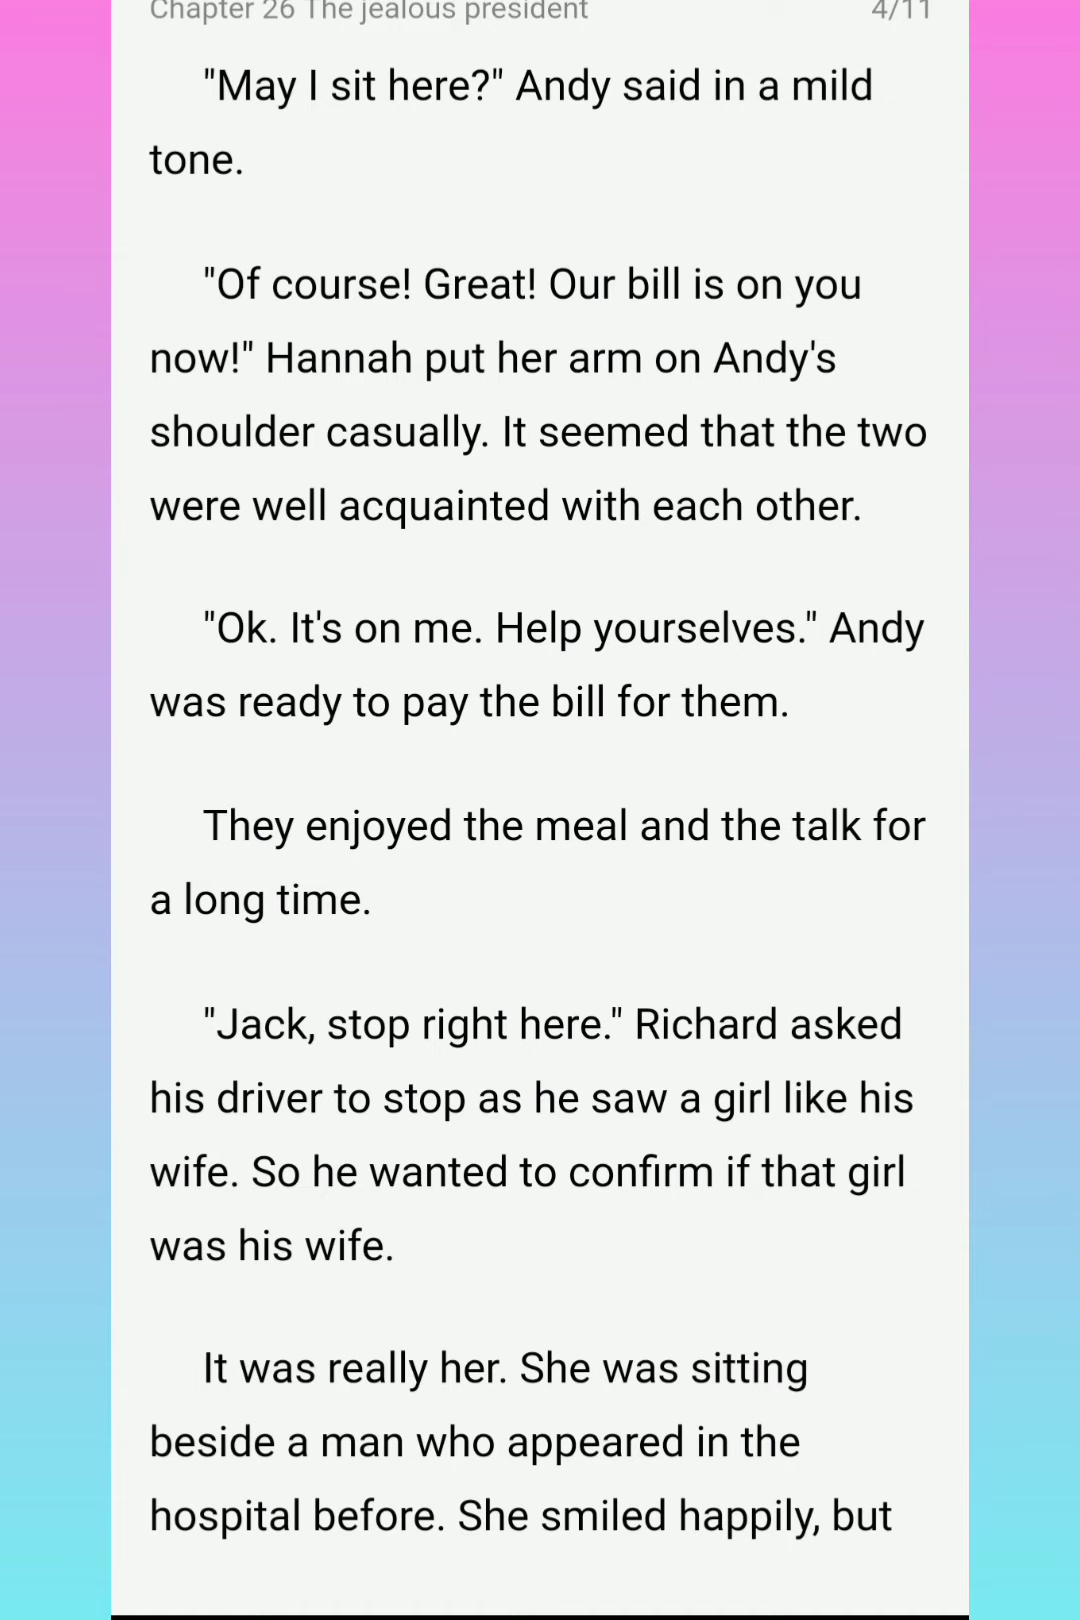 Chapter 26 The jealous president 4/11
"May I sit here?" Andy said in a mild
tone.
"Of course! Great! Our bill is on you
now!" Hannah put her arm on Andy's
shoulder casually. It seemed that the two
were well acquainted with each other.
"Ok. It's on me. Help yourselves." Andy
was ready to pay the bill for them.
They enjoyed the meal and the talk for
a long time.
"Jack, stop right here." Richard asked
his driver to stop as he saw a girl like his
wife. So he wanted to confirm if that girl
was his wife.
It was really her. She was sitting
beside a man who appeared in the
hospital before. She smiled happily, but